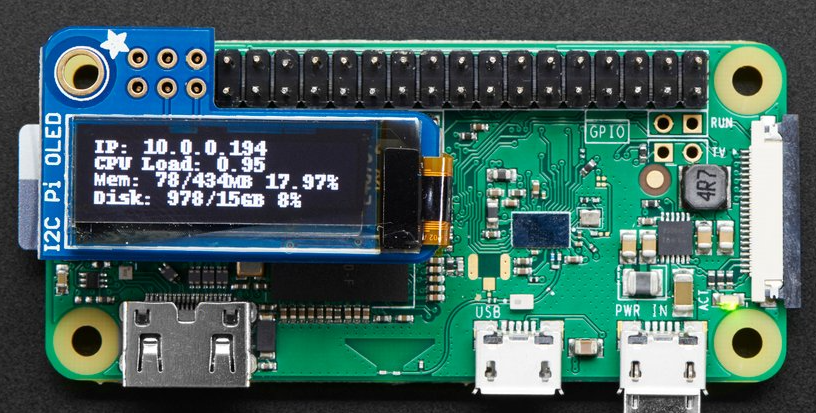 I2C Pi OLED
IP: 10.0.0.194
CPU Load: 0.95
Mem: 78/434MB 17.97%
Disk: 978/15GB 8%
GPIO
RUN
TV
4R7
USB
PWR IN
ACT